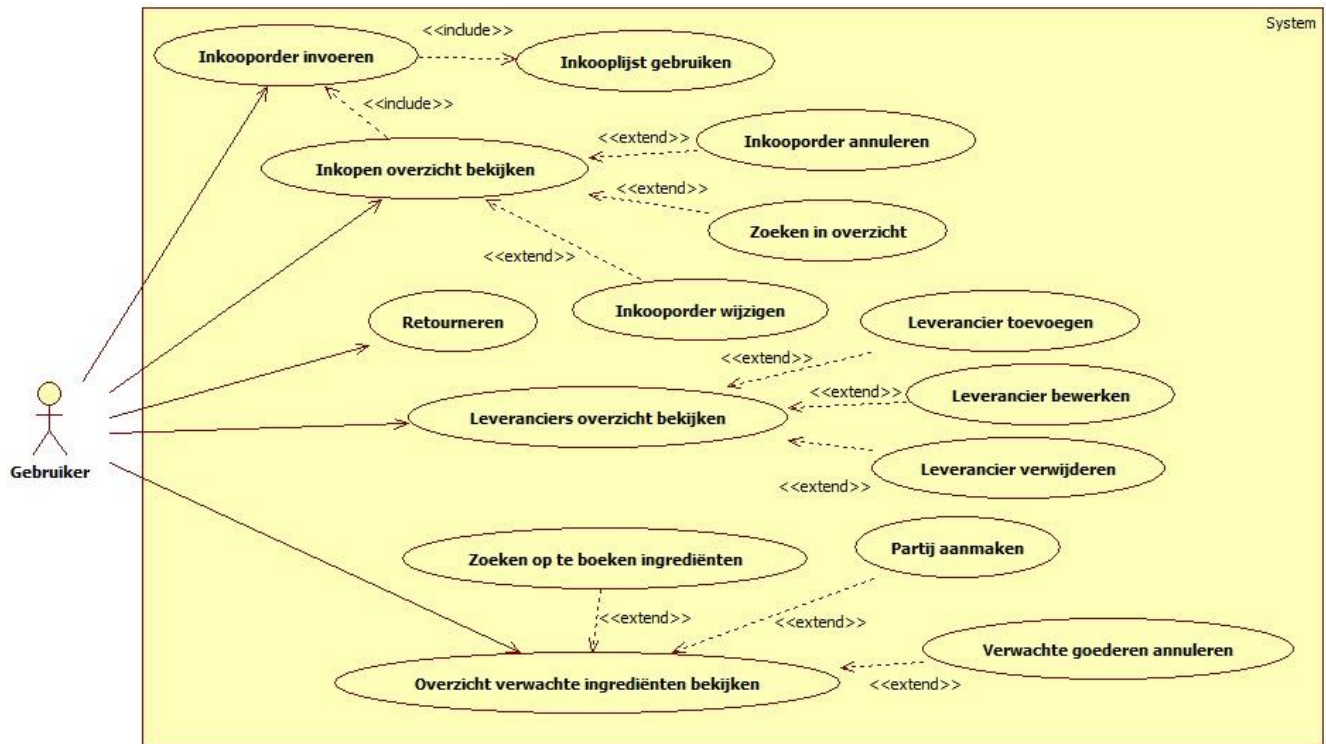 System
<<include>>
Inkooporder invoeren
Inkooplijst gebruiken
<<include>>
<<extend>>
Inkooporder annuleren
Inkopen overzicht bekijken
<<extend>>
Zoeken in overzicht
<<extend>>
Inkooporder wijzigen
Retourneren
Leverancier toevoegen
<<extend>>
<<extend>>
Leverancier bewerken
Leveranciers overzicht bekijken
Leverancier verwijderen
<<extend>>
Gebruiker
Zoeken op te boeken ingrediënten
Partij aanmaken
<<extend>>
<<extend>>
Verwachte goederen annuleren
Overzicht verwachte ingrediënten bekijken
<<extend>>